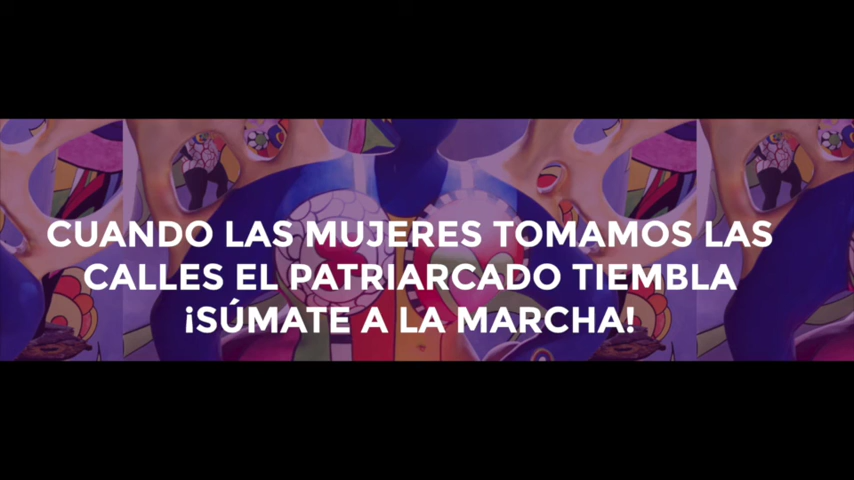 CUANDO LAS MUJERES TOMAMOS LAS
CALLES EL PATRIARCADO TIEMBLA
¡SÚMATE A LA MARCHA!